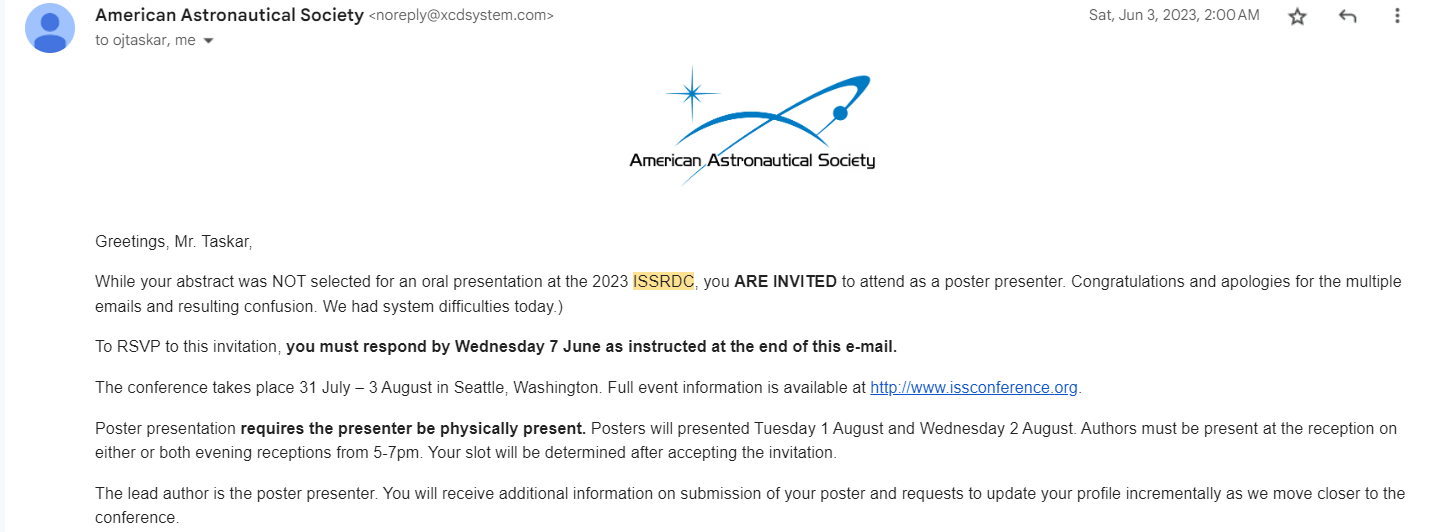 American Astronautical Society <noreply@xcdsystem.com>
Sat, Jun 3, 2023, 2:00 AM
to ojtaskar, me
American Astronautical Society
Greetings, Mr. Taskar,
While your abstract was NOT selected for an oral presentation at the 2023 ISSRDC, you ARE INVITED to attend as a poster presenter. Congratulations and apologies for the multiple
emails and resulting confusion. We had system difficulties today.)
To RSVP to this invitation, you must respond by Wednesday 7 June as instructed at the end of this e-mail.
The conference takes place 31 July – 3 August in Seattle, Washington. Full event information is available at http://www.issconference.org.
Poster presentation requires the presenter be physically present. Posters will presented Tuesday 1 August and Wednesday 2 August. Authors must be present at the reception on
either or both evening receptions from 5-7pm. Your slot will be determined after accepting the invitation.
The lead author is the poster presenter. You will receive additional information on submission of your poster and requests to update your profile incrementally as we move closer to the
conference.